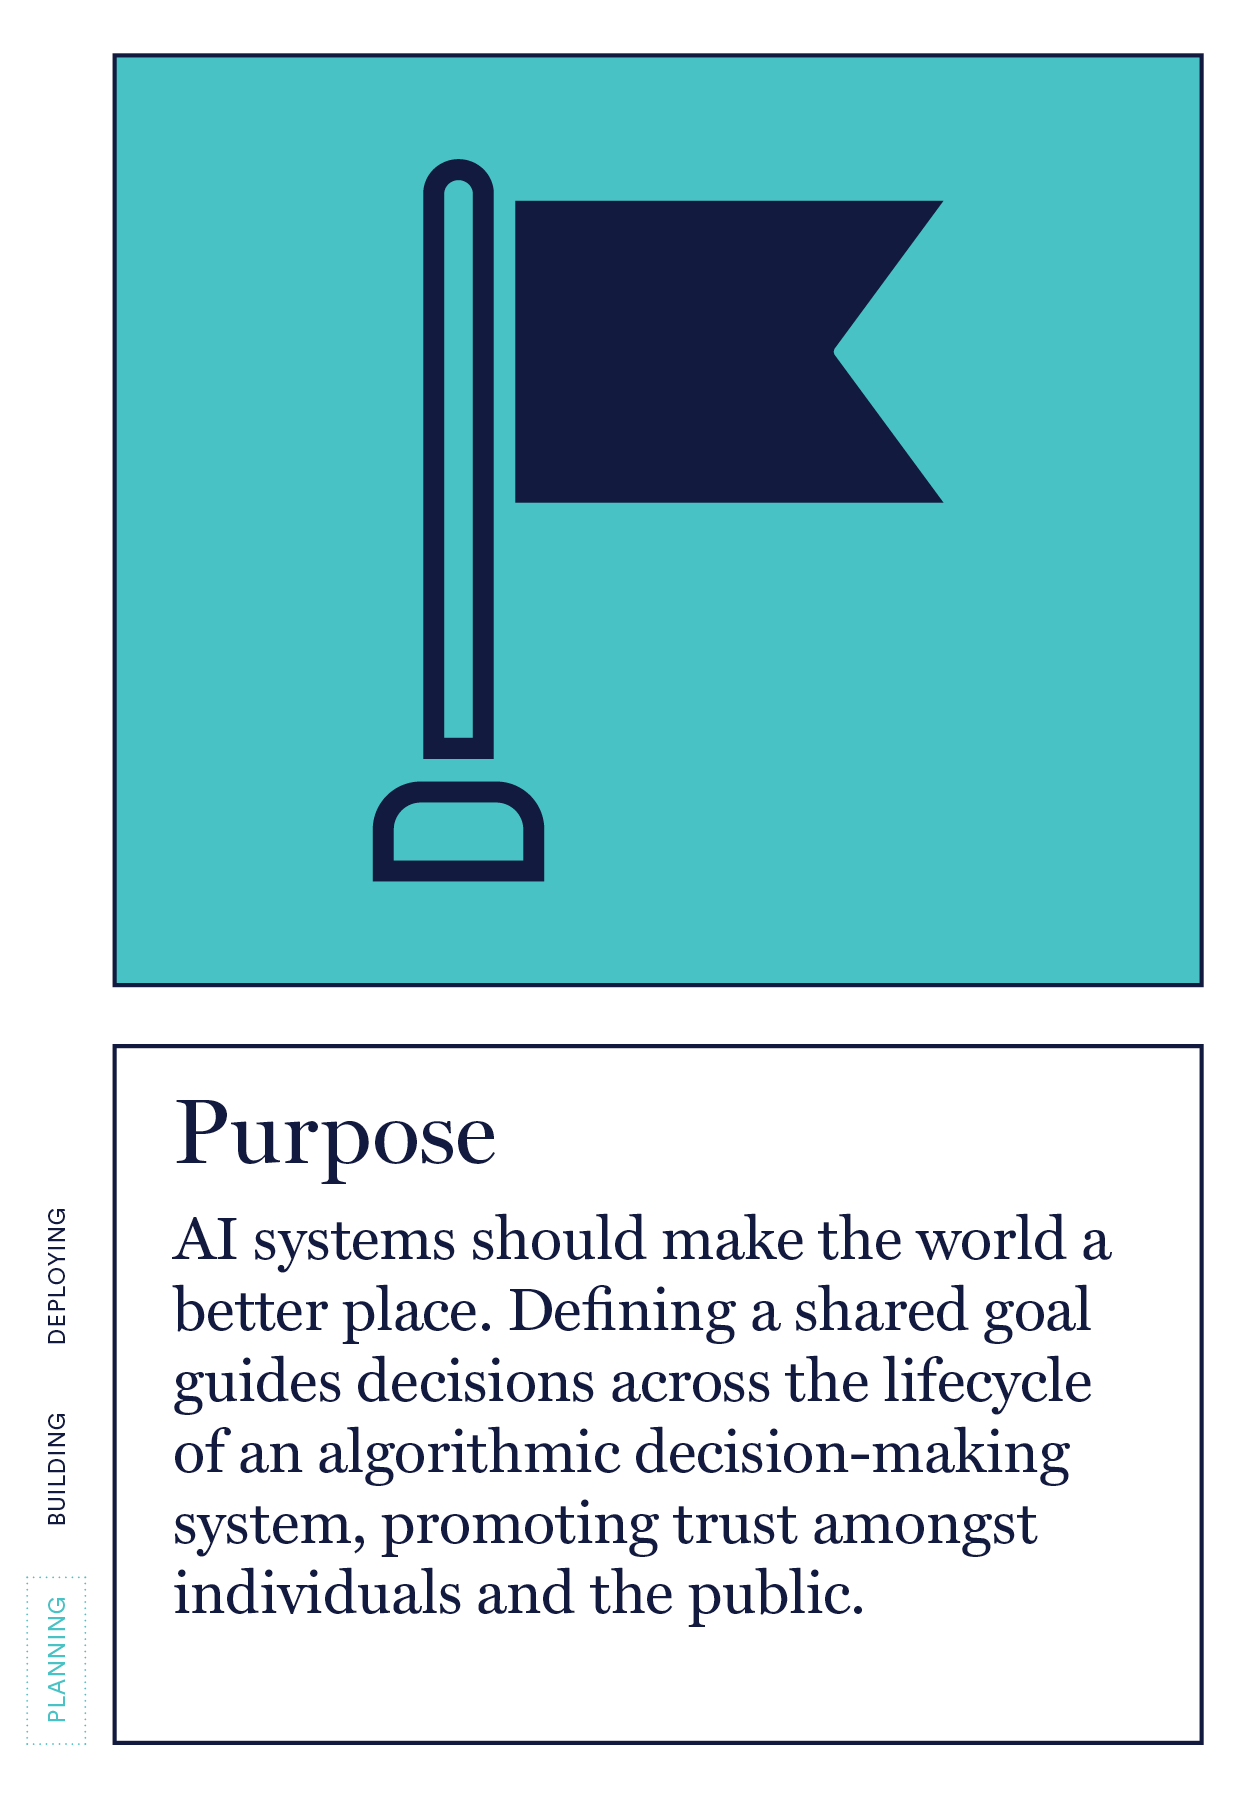 Purpose
AI systems should make the world a
better place. Defining a shared goal
guides decisions across the lifecycle
of an algorithmic decision-making
system, promoting trust amongst
individuals and the public.
PLANNING
BUILDING
DEPLOYING